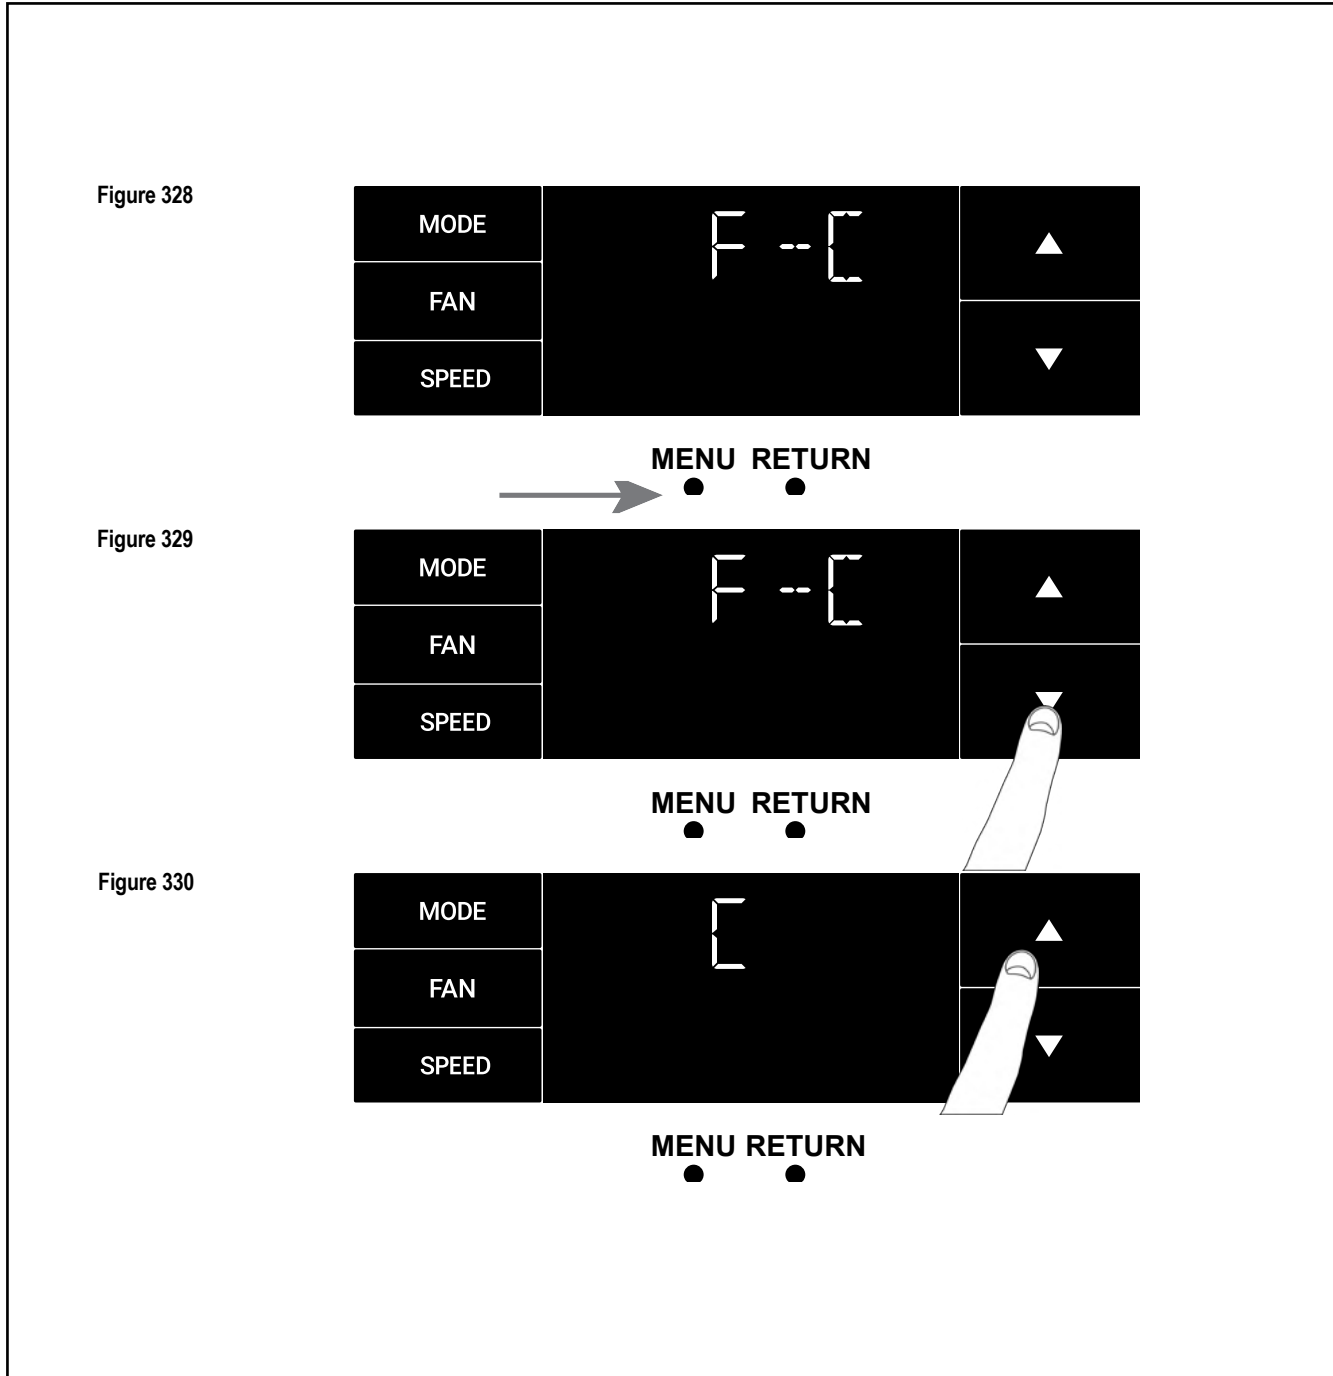 Figure 328
MODE
F--C
FAN
SPEED
MENU RETURN
Figure 329
MODE
F--C
FAN
SPEED
MENU RETURN
Figure 330
MODE
C
FAN
SPEED
MENU RETURN